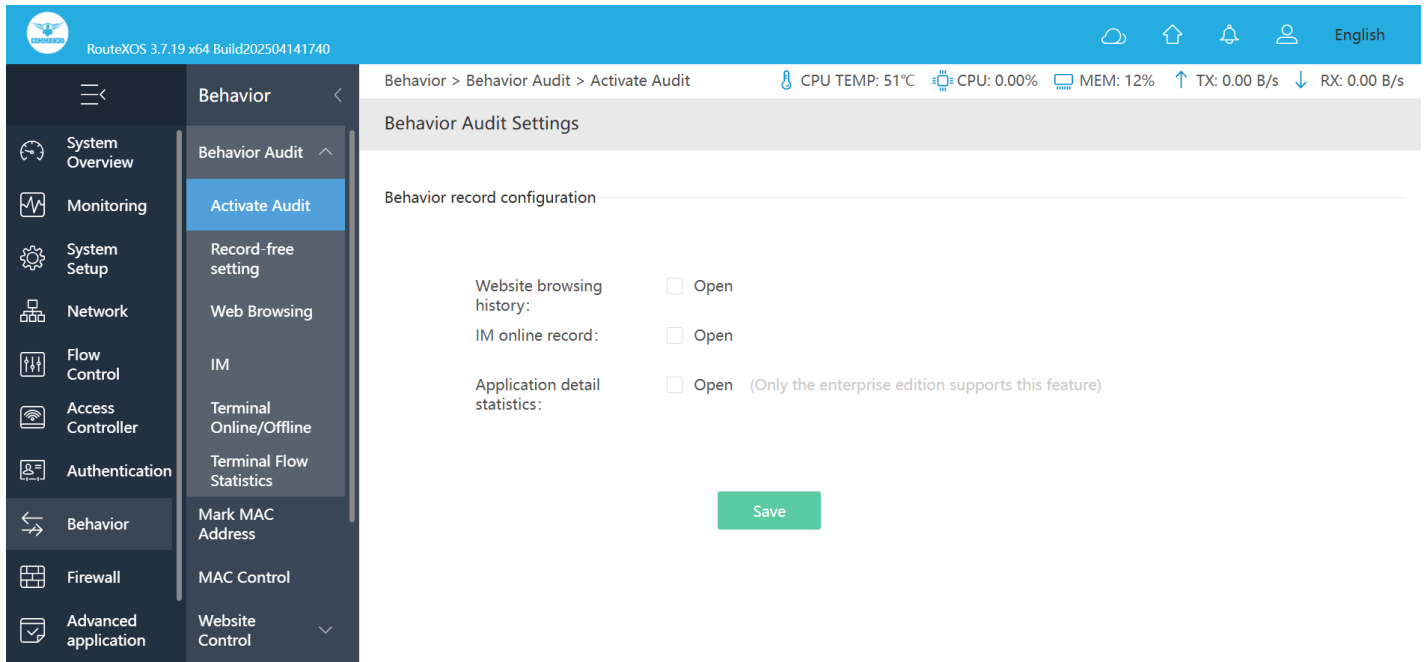 COMMANDO
RouteXOS 3.7.19 x64 Build202504141740
English
Behavior
Behavior > Behavior Audit > Activate Audit
CPU TEMP: 51℃
CPU: 0.00%
MEM: 12%
TX: 0.00 B/s
RX: 0.00 B/s
System
Overview
Monitoring
System
Setup
Network
Flow
Control
Access
Controller
Authentication
Behavior
Firewall
Advanced
application
Behavior Audit
Activate Audit
Record-free
setting
Web Browsing
IM
Terminal
Online/Offline
Terminal Flow
Statistics
Mark MAC
Address
MAC Control
Website
Control
Behavior Audit Settings
Behavior record configuration
Website browsing
history:
Open
IM online record:
Open
Application detail
statistics:
Open (Only the enterprise edition supports this feature)
Save